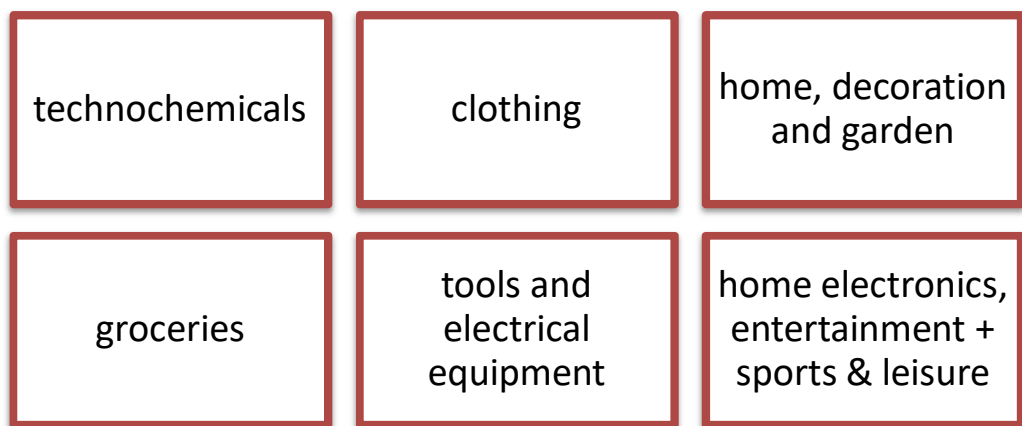 technochemicals
clothing
home, decoration
and garden
groceries
tools and
electrical
equipment
home electronics,
entertainment +
sports & leisure